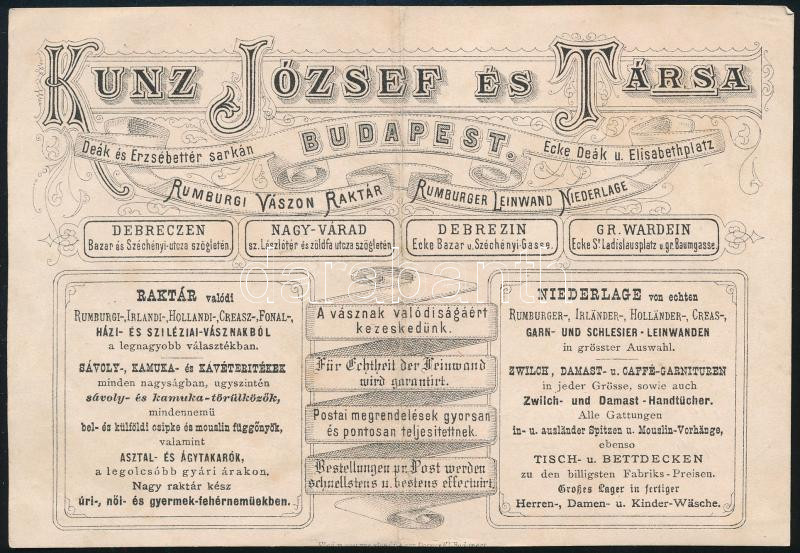 KUNZ JÓZSEF ÉS TÁRSA
BUDAPEST.
Deák és Erzsébettér sarkán
Ecke Deák u. Elisabethplatz
RUMBURGI VÁSZON RAKTÁR
RUMBURGER LEINWAND NIEDERLAGE
DEBRECZEN
Bazar és Széchényi-utcza szögletén.
NAGY-VÁRAD
sz. Lészlótér és zöldfa utcza szögletén.
DEBREZIN
Ecke Bazar u. Széchényi-Gasse.
GR. WARDEIN
Ecke St Ladislausplatz u. gr. Baumgasse.
RAKTÁR valódi
RUMBURGI-, IRLANDI-, HOLLANDI-, CREASZ-, FONAL-,
HÁZI- ÉS SZILÉZIAI-VÁSZNAKBÓL
a legnagyobb választékban.
SÁVOLY-, KAMUKA- és KÁVÉTERITÉKEK
minden nagyságban, ugyszintén
sávoly- és kamuka-törülközők,
mindennemü
bel- és külföldi csipke és mouslin függönyök,
valamint
ASZTAL- ÉS ÁGYTAKARÓK,
a legolcsóbb gyári árakon.
Nagy raktár kész
úri-, női- és gyermek-fehérneműekben.
A vásznak valódiságáért
kezeskedünk.
Für Echtheit der Leinwand
wird garantirt.
Postai megrendelések gyorsan
és pontosan teljesíttetnek.
Bestellungen pr. Post werden
schnellstens u. bestens effectuirt.
NIEDERLAGE von echten
RUMBURGER-, IRLÄNDER-, HOLLÄNDER-, CREAS-,
GARN- UND SCHLESIER-LEINWANDEN
in grösster Auswahl.
ZWILCH, DAMAST- u. CAFFÉ-GARNITUREN
in jeder Grösse, sowie auch
Zwilch- und Damast-Handtücher.
Alle Gattungen
in- u. ausländer Spitzen u. Mouslin-Vorhänge,
ebenso
TISCH- u. BETTDECKEN
zu den billigsten Fabriks-Preisen.
Großes Lager in fertiger
Herren-, Damen- u. Kinder-Wäsche.
darabanth